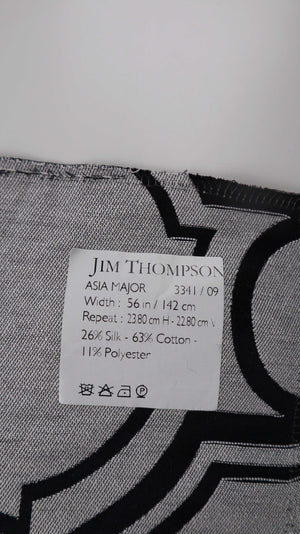 JIM THOMPSON
ASIA MAJOR 3341 / 09
Width : 56 in / 142 cm
Repeat : 23.80 cm H - 22.80 cm V
26% Silk - 63% Cotton -
11% Polyester